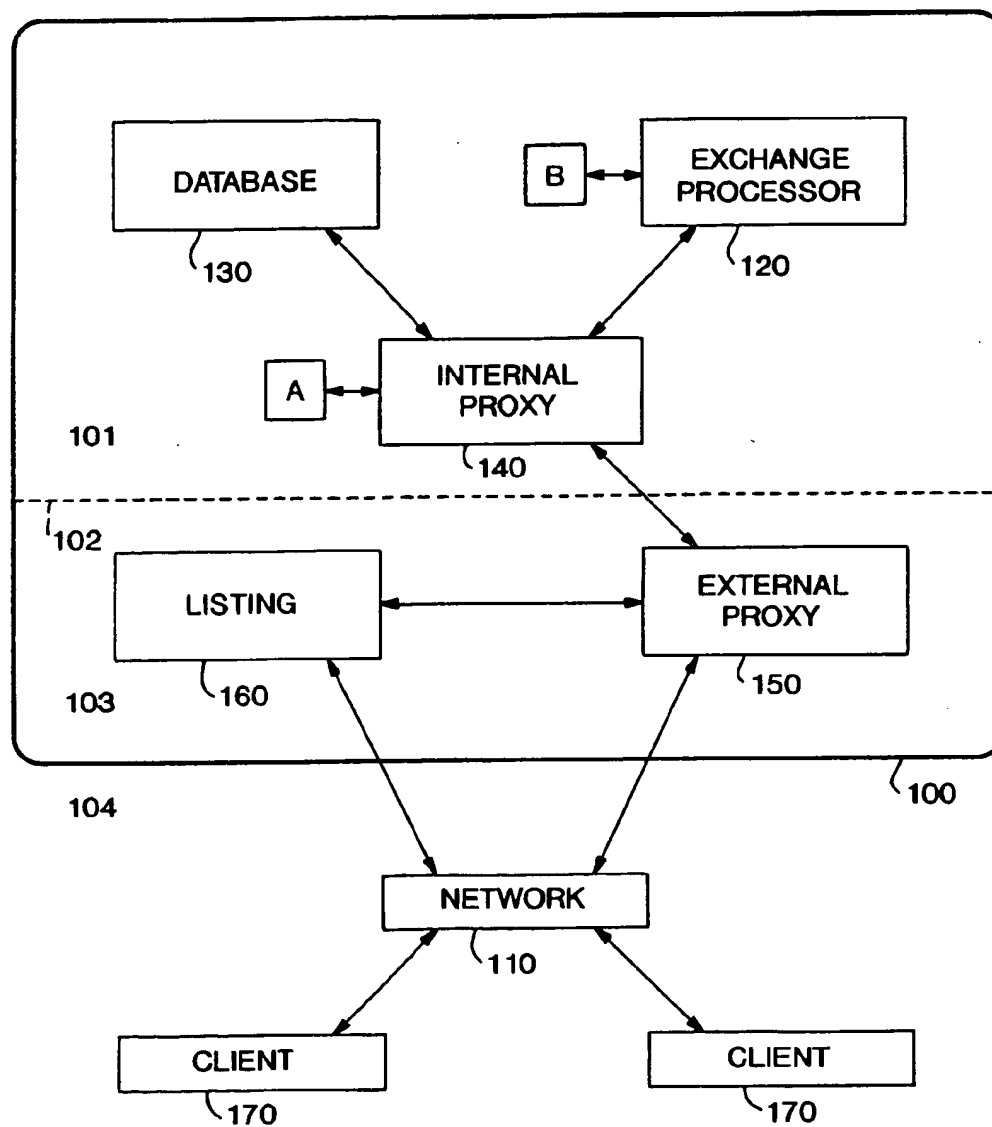 DATABASE
130
B
EXCHANGE
PROCESSOR
120
A
INTERNAL
PROXY
140
101
102
LISTING
160
EXTERNAL
PROXY
150
103
100
104
NETWORK
110
CLIENT
170
CLIENT
170